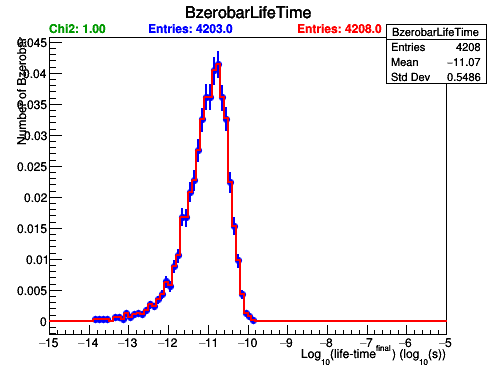 BzerobarLifeTime
Chi2: 1.00 Entries: 4203.0 Entries: 4208.0
BzerobarLifeTime
Entries 4208
Mean −11.07
Std Dev 0.5486
Number of Bzerobar
0.045
0.04
0.035
0.03
0.025
0.02
0.015
0.01
0.005
0
−15 −14 −13 −12 −11 −10 −9 −8 −7 −6 −5
Log10(life-time^final) (log10(s))